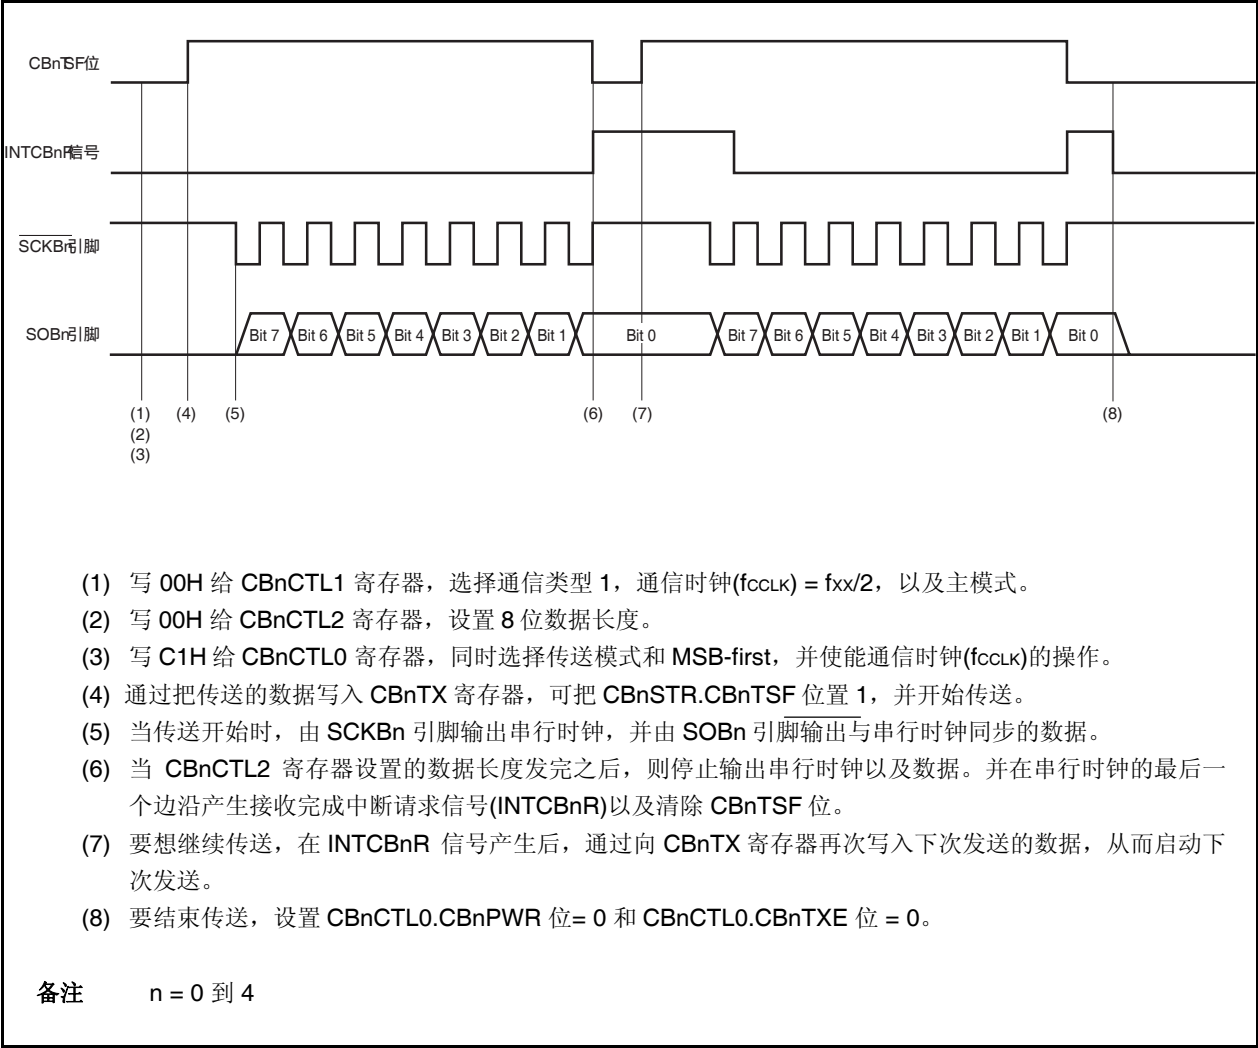 CBnTSF位
INTCBnR信号
SCKBn引脚
SOBn引脚
Bit 7 Bit 6 Bit 5 Bit 4 Bit 3 Bit 2 Bit 1 Bit 0 Bit 7 Bit 6 Bit 5 Bit 4 Bit 3 Bit 2 Bit 1 Bit 0
(1) (4) (5) (6) (7) (8)
(2)
(3)
(1) 写 00H 给 CBnCTL1 寄存器，选择通信类型 1，通信时钟(fCCLK) = fXX/2，以及主模式。
(2) 写 00H 给 CBnCTL2 寄存器，设置 8 位数据长度。
(3) 写 C1H 给 CBnCTL0 寄存器，同时选择传送模式和 MSB-first，并使能通信时钟(fCCLK)的操作。
(4) 通过把传送的数据写入 CBnTX 寄存器，可把 CBnSTR.CBnTSF 位置 1，并开始传送。
(5) 当传送开始时，由 SCKBn 引脚输出串行时钟，并由 SOBn 引脚输出与串行时钟同步的数据。
(6) 当 CBnCTL2 寄存器设置的数据长度发完之后，则停止输出串行时钟以及数据。并在串行时钟的最后一
个边沿产生接收完成中断请求信号(INTCBnR)以及清除 CBnTSF 位。
(7) 要想继续传送，在 INTCBnR 信号产生后，通过向 CBnTX 寄存器再次写入下次发送的数据，从而启动下
次发送。
(8) 要结束传送，设置 CBnCTL0.CBnPWR 位= 0 和 CBnCTL0.CBnTXE 位 = 0。
备注 n = 0 到 4